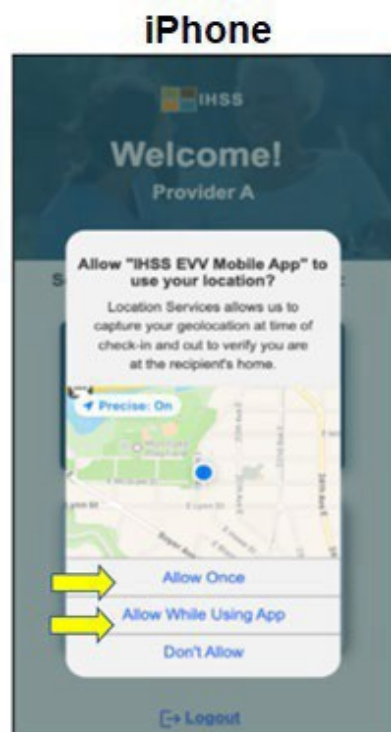 iPhone
IHSS
Welcome!
Provider A
Allow "IHSS EVV Mobile App" to
use your location?
Location Services allows us to
capture your geolocation at time of
check-in and out to verify you are
at the recipient's home.
Precise: On
Allow Once
Allow While Using App
Don't Allow
Logout